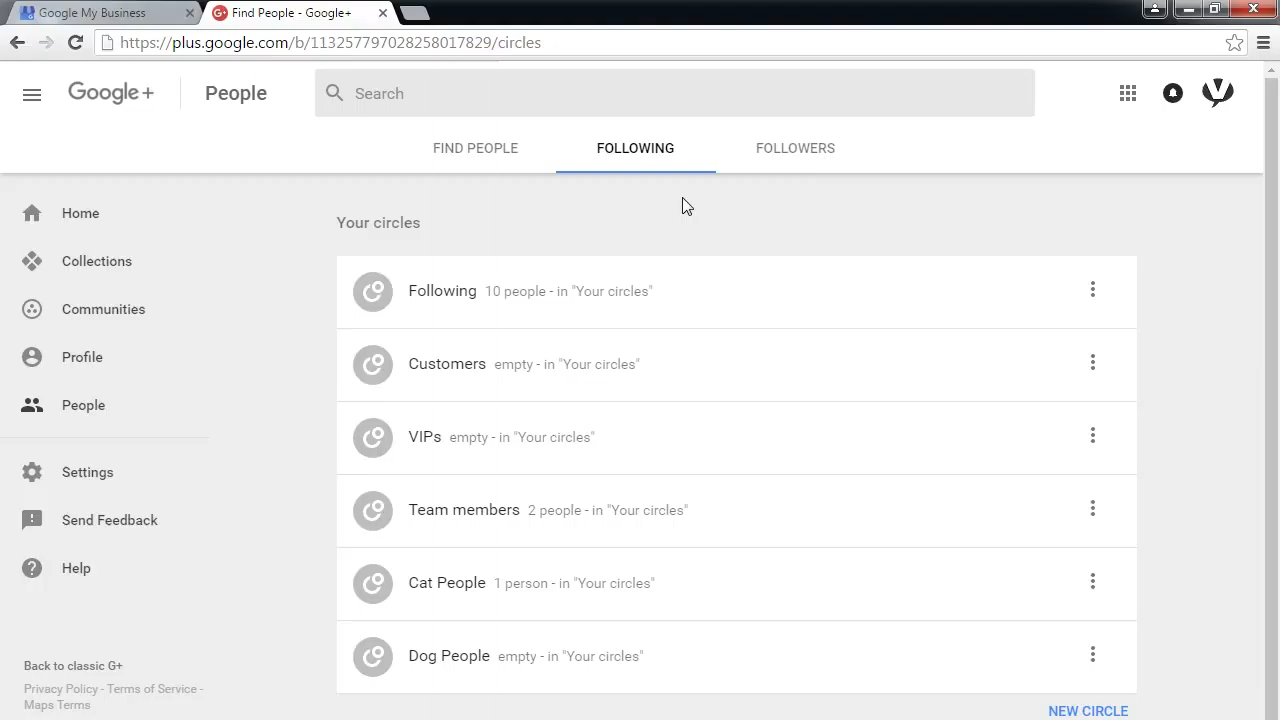 Google My Business
Find People - Google+
https://plus.google.com/b/113257797028258017829/circles
Google+
People
Search
FIND PEOPLE
FOLLOWING
FOLLOWERS
Home
Collections
Communities
Profile
People
Settings
Send Feedback
Help
Back to classic G+
Privacy Policy - Terms of Service -
Maps Terms
Your circles
Following 10 people - in "Your circles"
Customers empty - in "Your circles"
VIPs empty - in "Your circles"
Team members 2 people - in "Your circles"
Cat People 1 person - in "Your circles"
Dog People empty - in "Your circles"
NEW CIRCLE